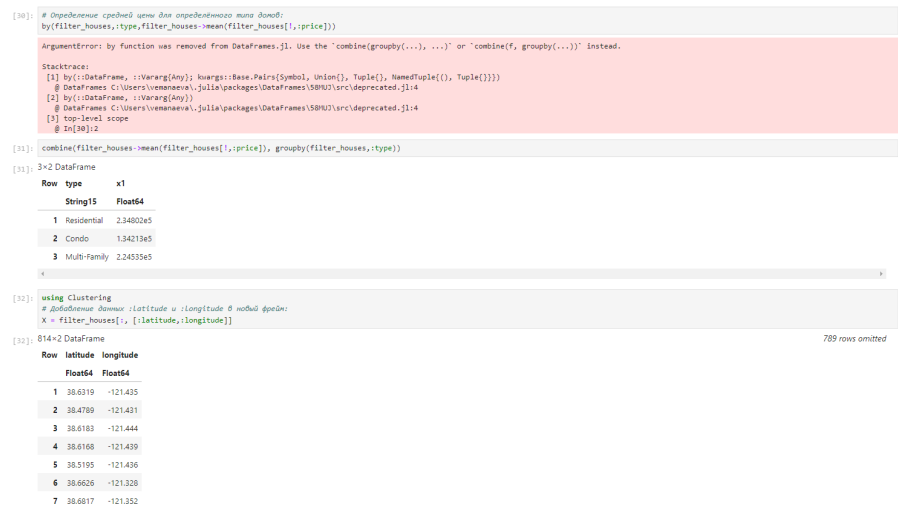 [30]: # Определение средней цены для определённого типа домов:
by(filter_houses,:type,filter_houses->mean(filter_houses[!,:price]))
ArgumentError: by function was removed from DataFrames.jl. Use the `combine(groupby(...), ...)` or `combine(f, groupby(...))` instead.
Stacktrace:
[1] by(::DataFrame, ::Vararg{Any}; kwargs::Base.Pairs{Symbol, Union{}, Tuple{}, NamedTuple{(), Tuple{}}})
@ DataFrames C:\Users\vemanaeva\.julia\packages\DataFrames\58MUJ\src\deprecated.jl:4
[2] by(::DataFrame, ::Vararg{Any})
@ DataFrames C:\Users\vemanaeva\.julia\packages\DataFrames\58MUJ\src\deprecated.jl:4
[3] top-level scope
@ In[30]:2
[31]: combine(filter_houses->mean(filter_houses[!,:price]), groupby(filter_houses,:type))
[31]: 3×2 DataFrame
Row type x1
String15 Float64
1 Residential 2.34802e5
2 Condo 1.34213e5
3 Multi-Family 2.24535e5
[32]: using Clustering
# Добавление данных :latitude и :longitude в новый фрейм:
X = filter_houses[:, [:latitude,:longitude]]
[32]: 814×2 DataFrame 789 rows omitted
Row latitude longitude
Float64 Float64
1 38.6319 -121.435
2 38.4789 -121.431
3 38.6183 -121.444
4 38.6168 -121.439
5 38.5195 -121.436
6 38.6626 -121.328
7 38.6817 -121.352